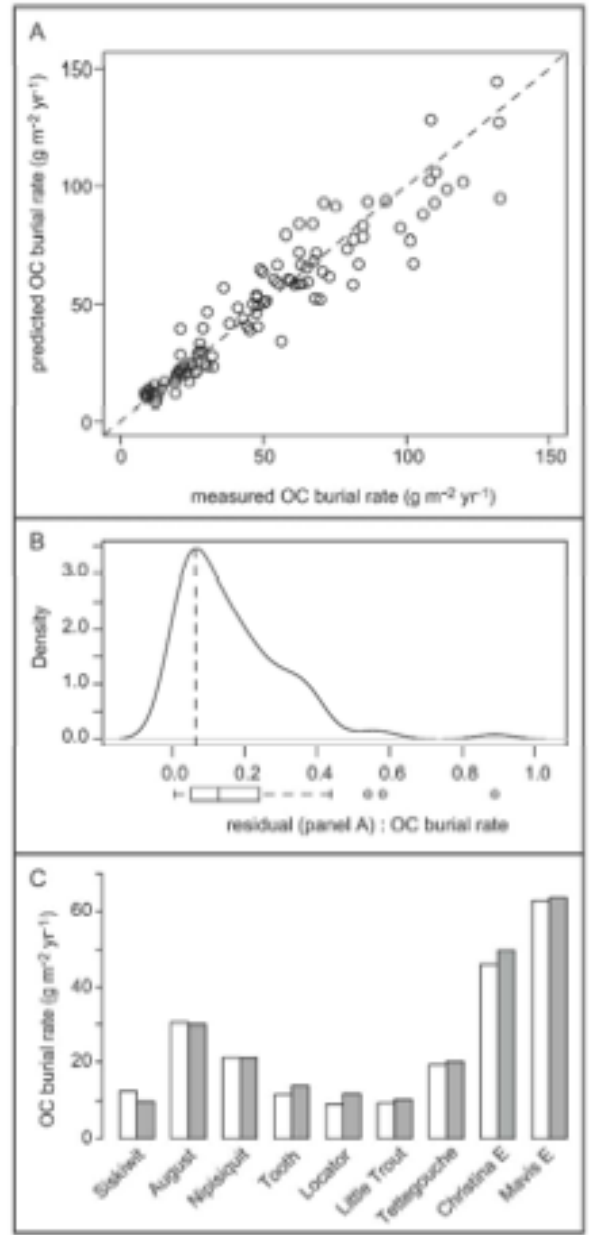 A
predicted OC burial rate (g m⁻² yr⁻¹)
150
100
50
0
0 50 100 150
measured OC burial rate (g m⁻² yr⁻¹)
B
Density
3.0
2.0
1.0
0.0
0.0 0.2 0.4 0.6 0.8 1.0
residual (panel A) : OC burial rate
C
OC burial rate (g m⁻² yr⁻¹)
60
40
20
0
Siskiwit August Nipisiquit Tooth Locator Little Trout Tettegouche Christina E Mavis E